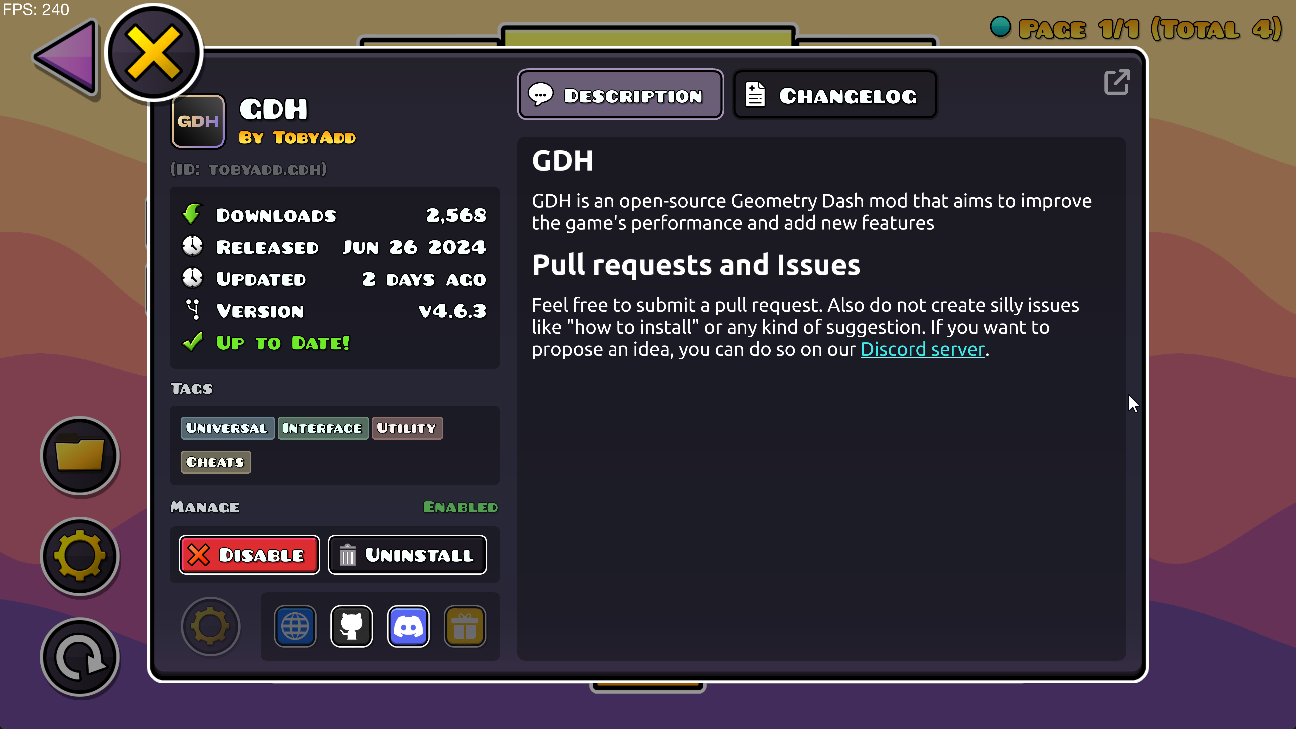 FPS: 240
PAGE 1/1 (TOTAL 4)
GDH
GDH
BY TOBYADD
(ID: TOBYADD.GDH)
DOWNLOADS 2,568
RELEASED JUN 26 2024
UPDATED 2 DAYS AGO
VERSION v4.6.3
UP TO DATE!
TAGS
UNIVERSAL INTERFACE UTILITY
CHEATS
MANAGE ENABLED
DISABLE UNINSTALL
DESCRIPTION CHANGELOG
GDH
GDH is an open-source Geometry Dash mod that aims to improve
the game's performance and add new features
Pull requests and Issues
Feel free to submit a pull request. Also do not create silly issues
like "how to install" or any kind of suggestion. If you want to
propose an idea, you can do so on our Discord server.